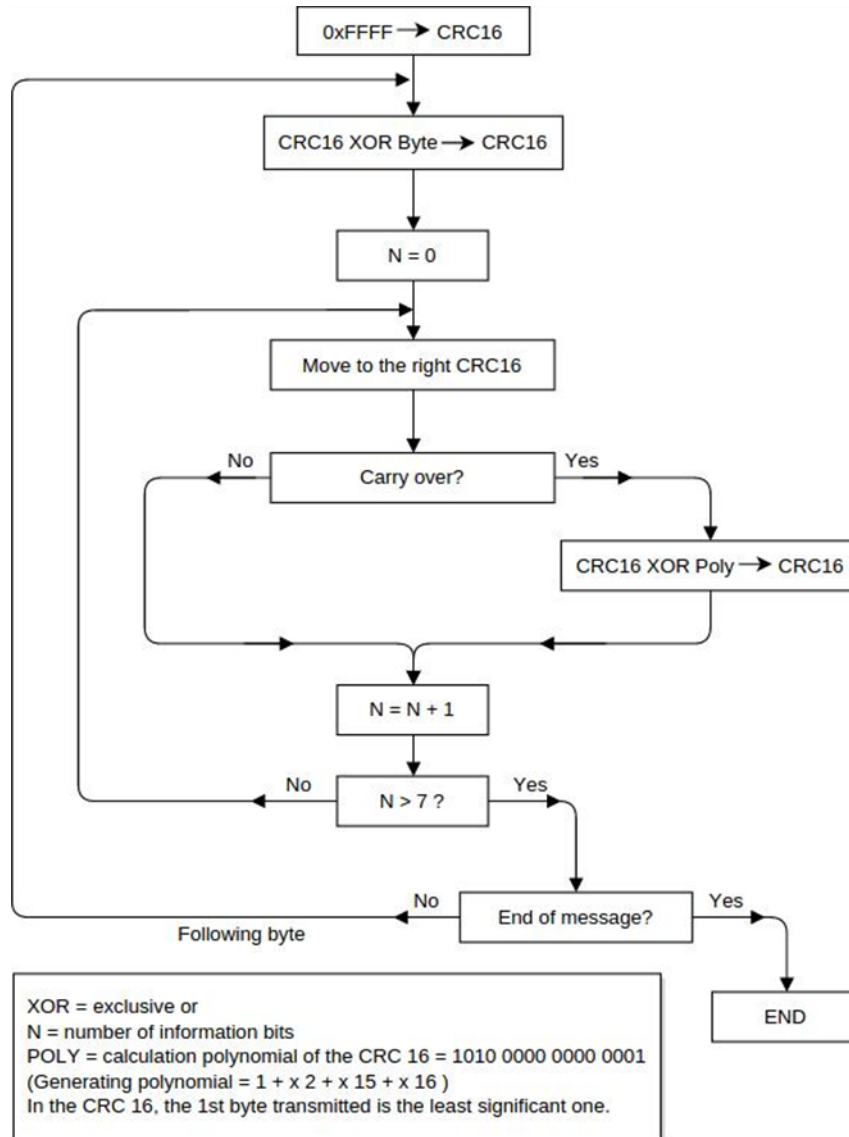 0xFFFF → CRC16
CRC16 XOR Byte → CRC16
N = 0
Move to the right CRC16
No
Carry over?
Yes
CRC16 XOR Poly → CRC16
N = N + 1
No
N > 7 ?
Yes
No
End of message?
Yes
Following byte
END
XOR = exclusive or
N = number of information bits
POLY = calculation polynomial of the CRC 16 = 1010 0000 0000 0001
(Generating polynomial = 1 + x 2 + x 15 + x 16 )
In the CRC 16, the 1st byte transmitted is the least significant one.